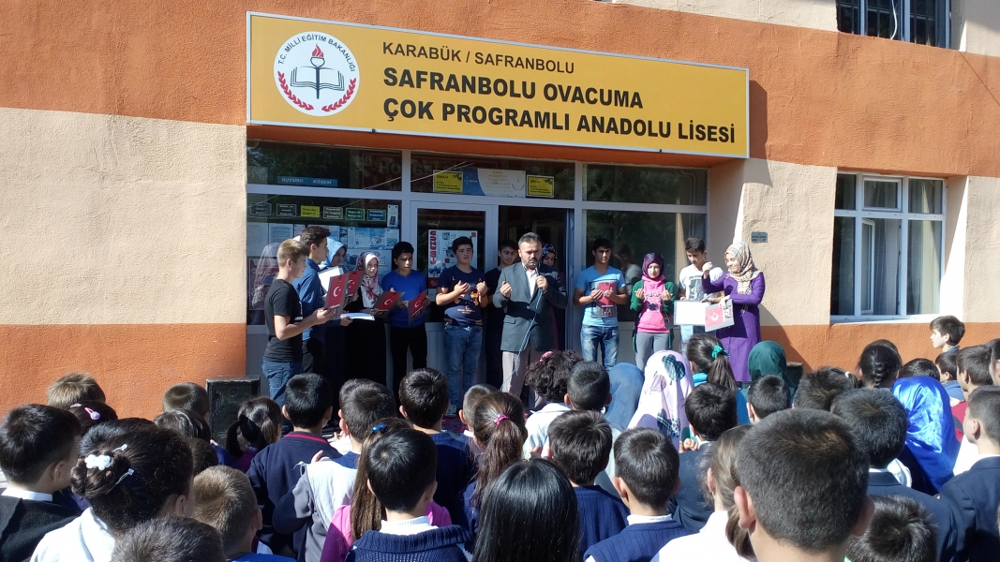 T.C. MİLLİ EĞİTİM BAKANLIĞI
KARABÜK / SAFRANBOLU
SAFRANBOLU OVACUMA
ÇOK PROGRAMLI ANADOLU LİSESİ